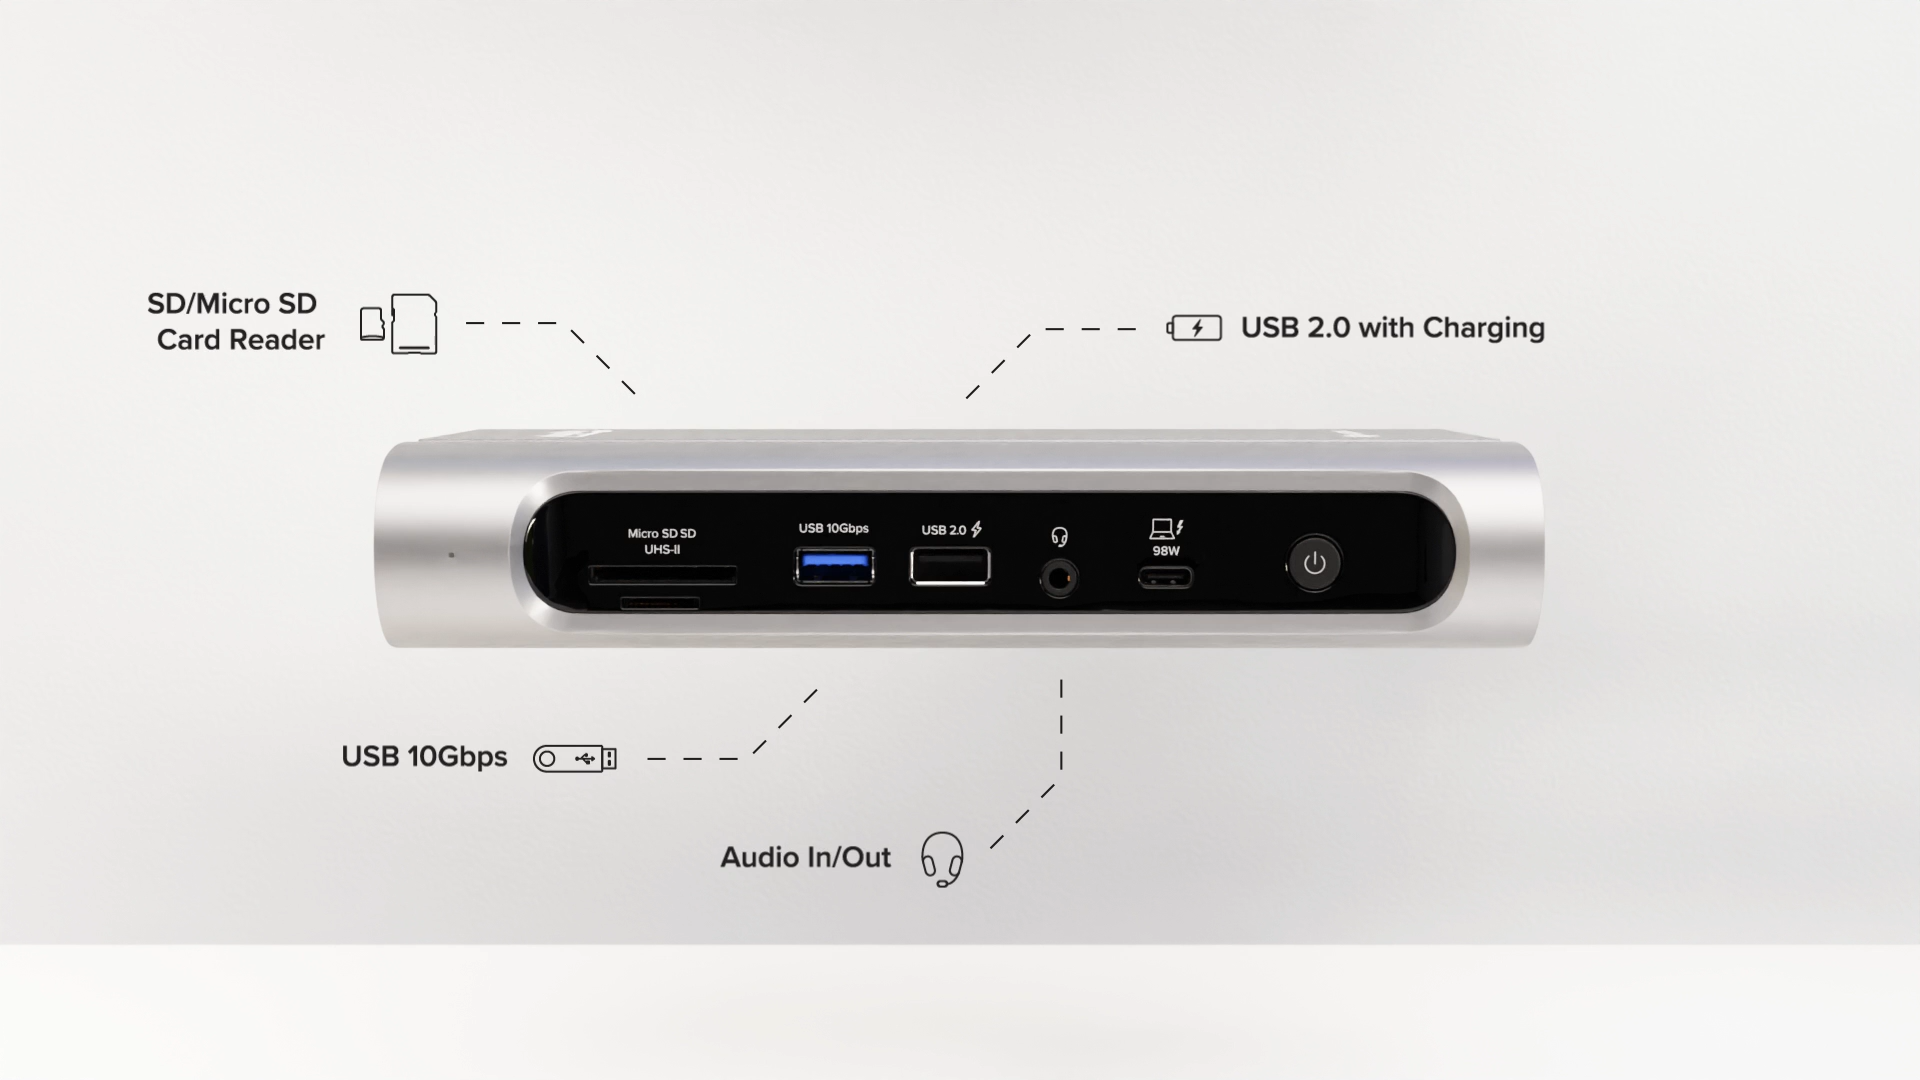 SD/Micro SD
Card Reader
USB 2.0 with Charging
Micro SD SD
UHS-II
USB 10Gbps
USB 2.0
98W
USB 10Gbps
Audio In/Out